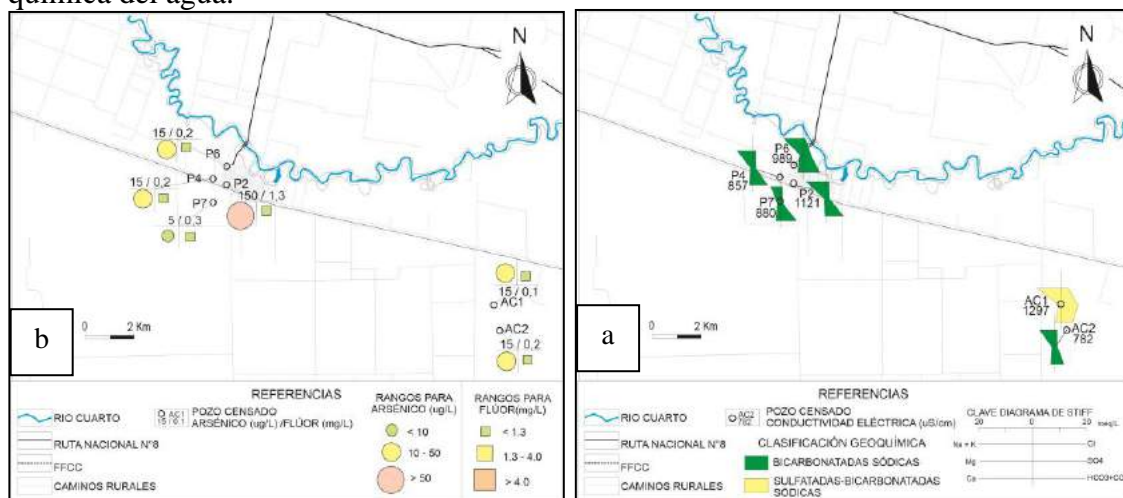 química del agua.
N
15 / 0,2
P6
P4
P2
15 / 0,2
150 / 1.3
P7
5 / 0.3
15 / 0,1
AC1
AC2
15 / 0,2
0 2 Km
b
REFERENCIAS
RIO CUARTO
RUTA NACIONAL N°8
FFCC
CAMINOS RURALES
AC1
15 / 0.1
POZO CENSADO
ARSÉNICO (ug/L) /FLÚOR (mg/L)
RANGOS PARA
ARSÉNICO (ug/L)
< 10
10 - 50
> 50
RANGOS PARA
FLÚOR(mg/L)
< 1.3
1.3 - 4.0
> 4.0
N
P6
989
P4
857
P2
1121
P7
880
AC1
1297
AC2
782
0 2 Km
a
REFERENCIAS
RIO CUARTO
RUTA NACIONAL N°8
FFCC
CAMINOS RURALES
AC2
782
POZO CENSADO
CONDUCTIVIDAD ELÉCTRICA (uS/cm)
CLASIFICACIÓN GEOQUÍMICA
BICARBONATADAS SÓDICAS
SULFATADAS-BICARBONATADAS
SÓDICAS
CLAVE DIAGRAMA DE STIFF
20 0 20 meq/L
Na + K Cl
Mg SO4
Ca